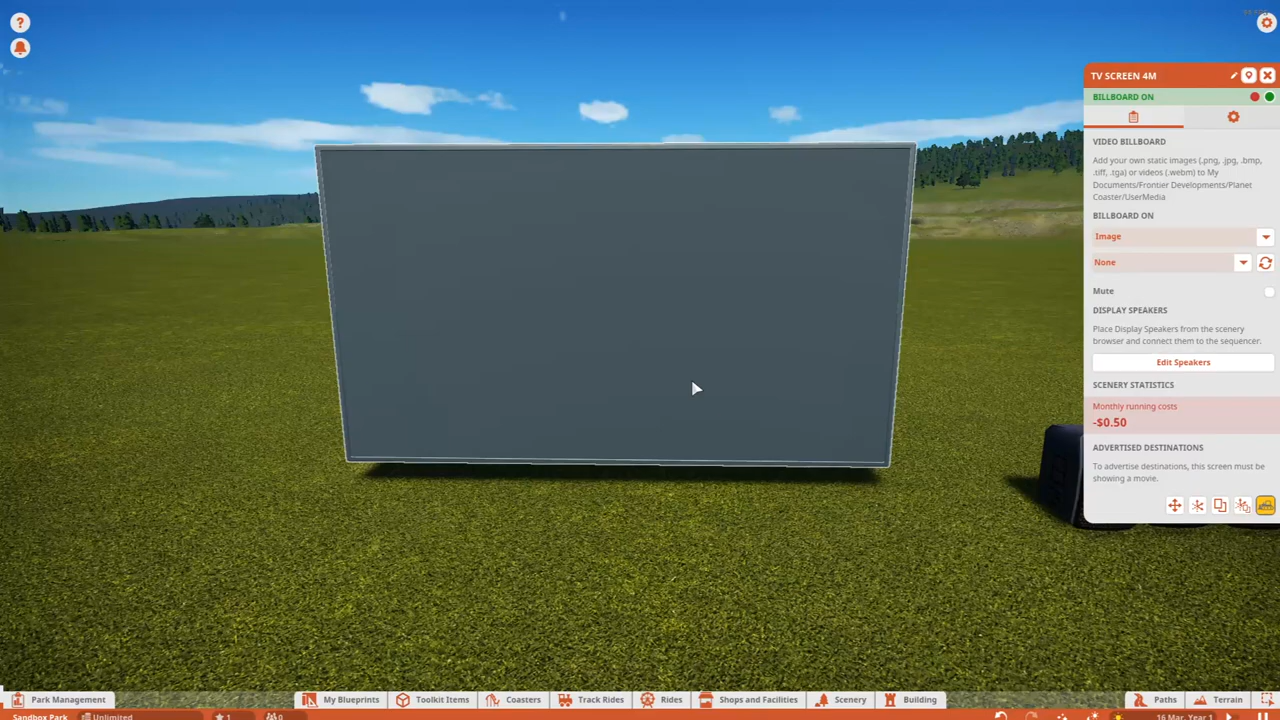 TV SCREEN 4M
BILLBOARD ON
VIDEO BILLBOARD
Add your own static images (.png, .jpg, .bmp,
.tiff, .tga) or videos (.webm) to My
Documents/Frontier Developments/Planet
Coaster/UserMedia
BILLBOARD ON
Image
None
Mute
DISPLAY SPEAKERS
Place Display Speakers from the scenery
browser and connect them to the sequencer.
Edit Speakers
SCENERY STATISTICS
Monthly running costs
-$0.50
ADVERTISED DESTINATIONS
To advertise destinations, this screen must be
showing a movie.
Park Management
My Blueprints
Toolkit Items
Coasters
Track Rides
Rides
Shops and Facilities
Scenery
Building
Paths
Terrain
Sandbox Park
Unlimited
1
0
16 Mar, Year 1